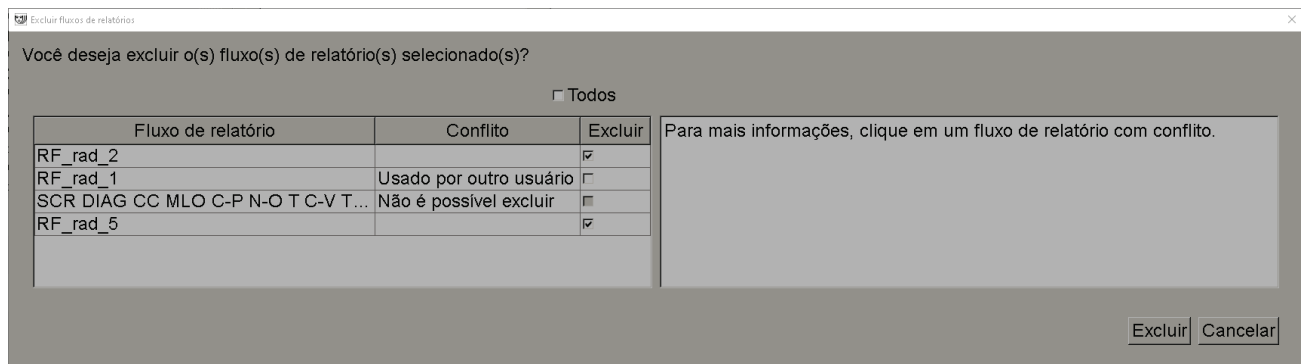 Excluir fluxos de relatórios
Você deseja excluir o(s) fluxo(s) de relatório(s) selecionado(s)?
Todos
Fluxo de relatório Conflito Excluir
RF_rad_2
RF_rad_1 Usado por outro usuário
SCR DIAG CC MLO C-P N-O T C-V T... Não é possível excluir
RF_rad_5
Para mais informações, clique em um fluxo de relatório com conflito.
Excluir Cancelar